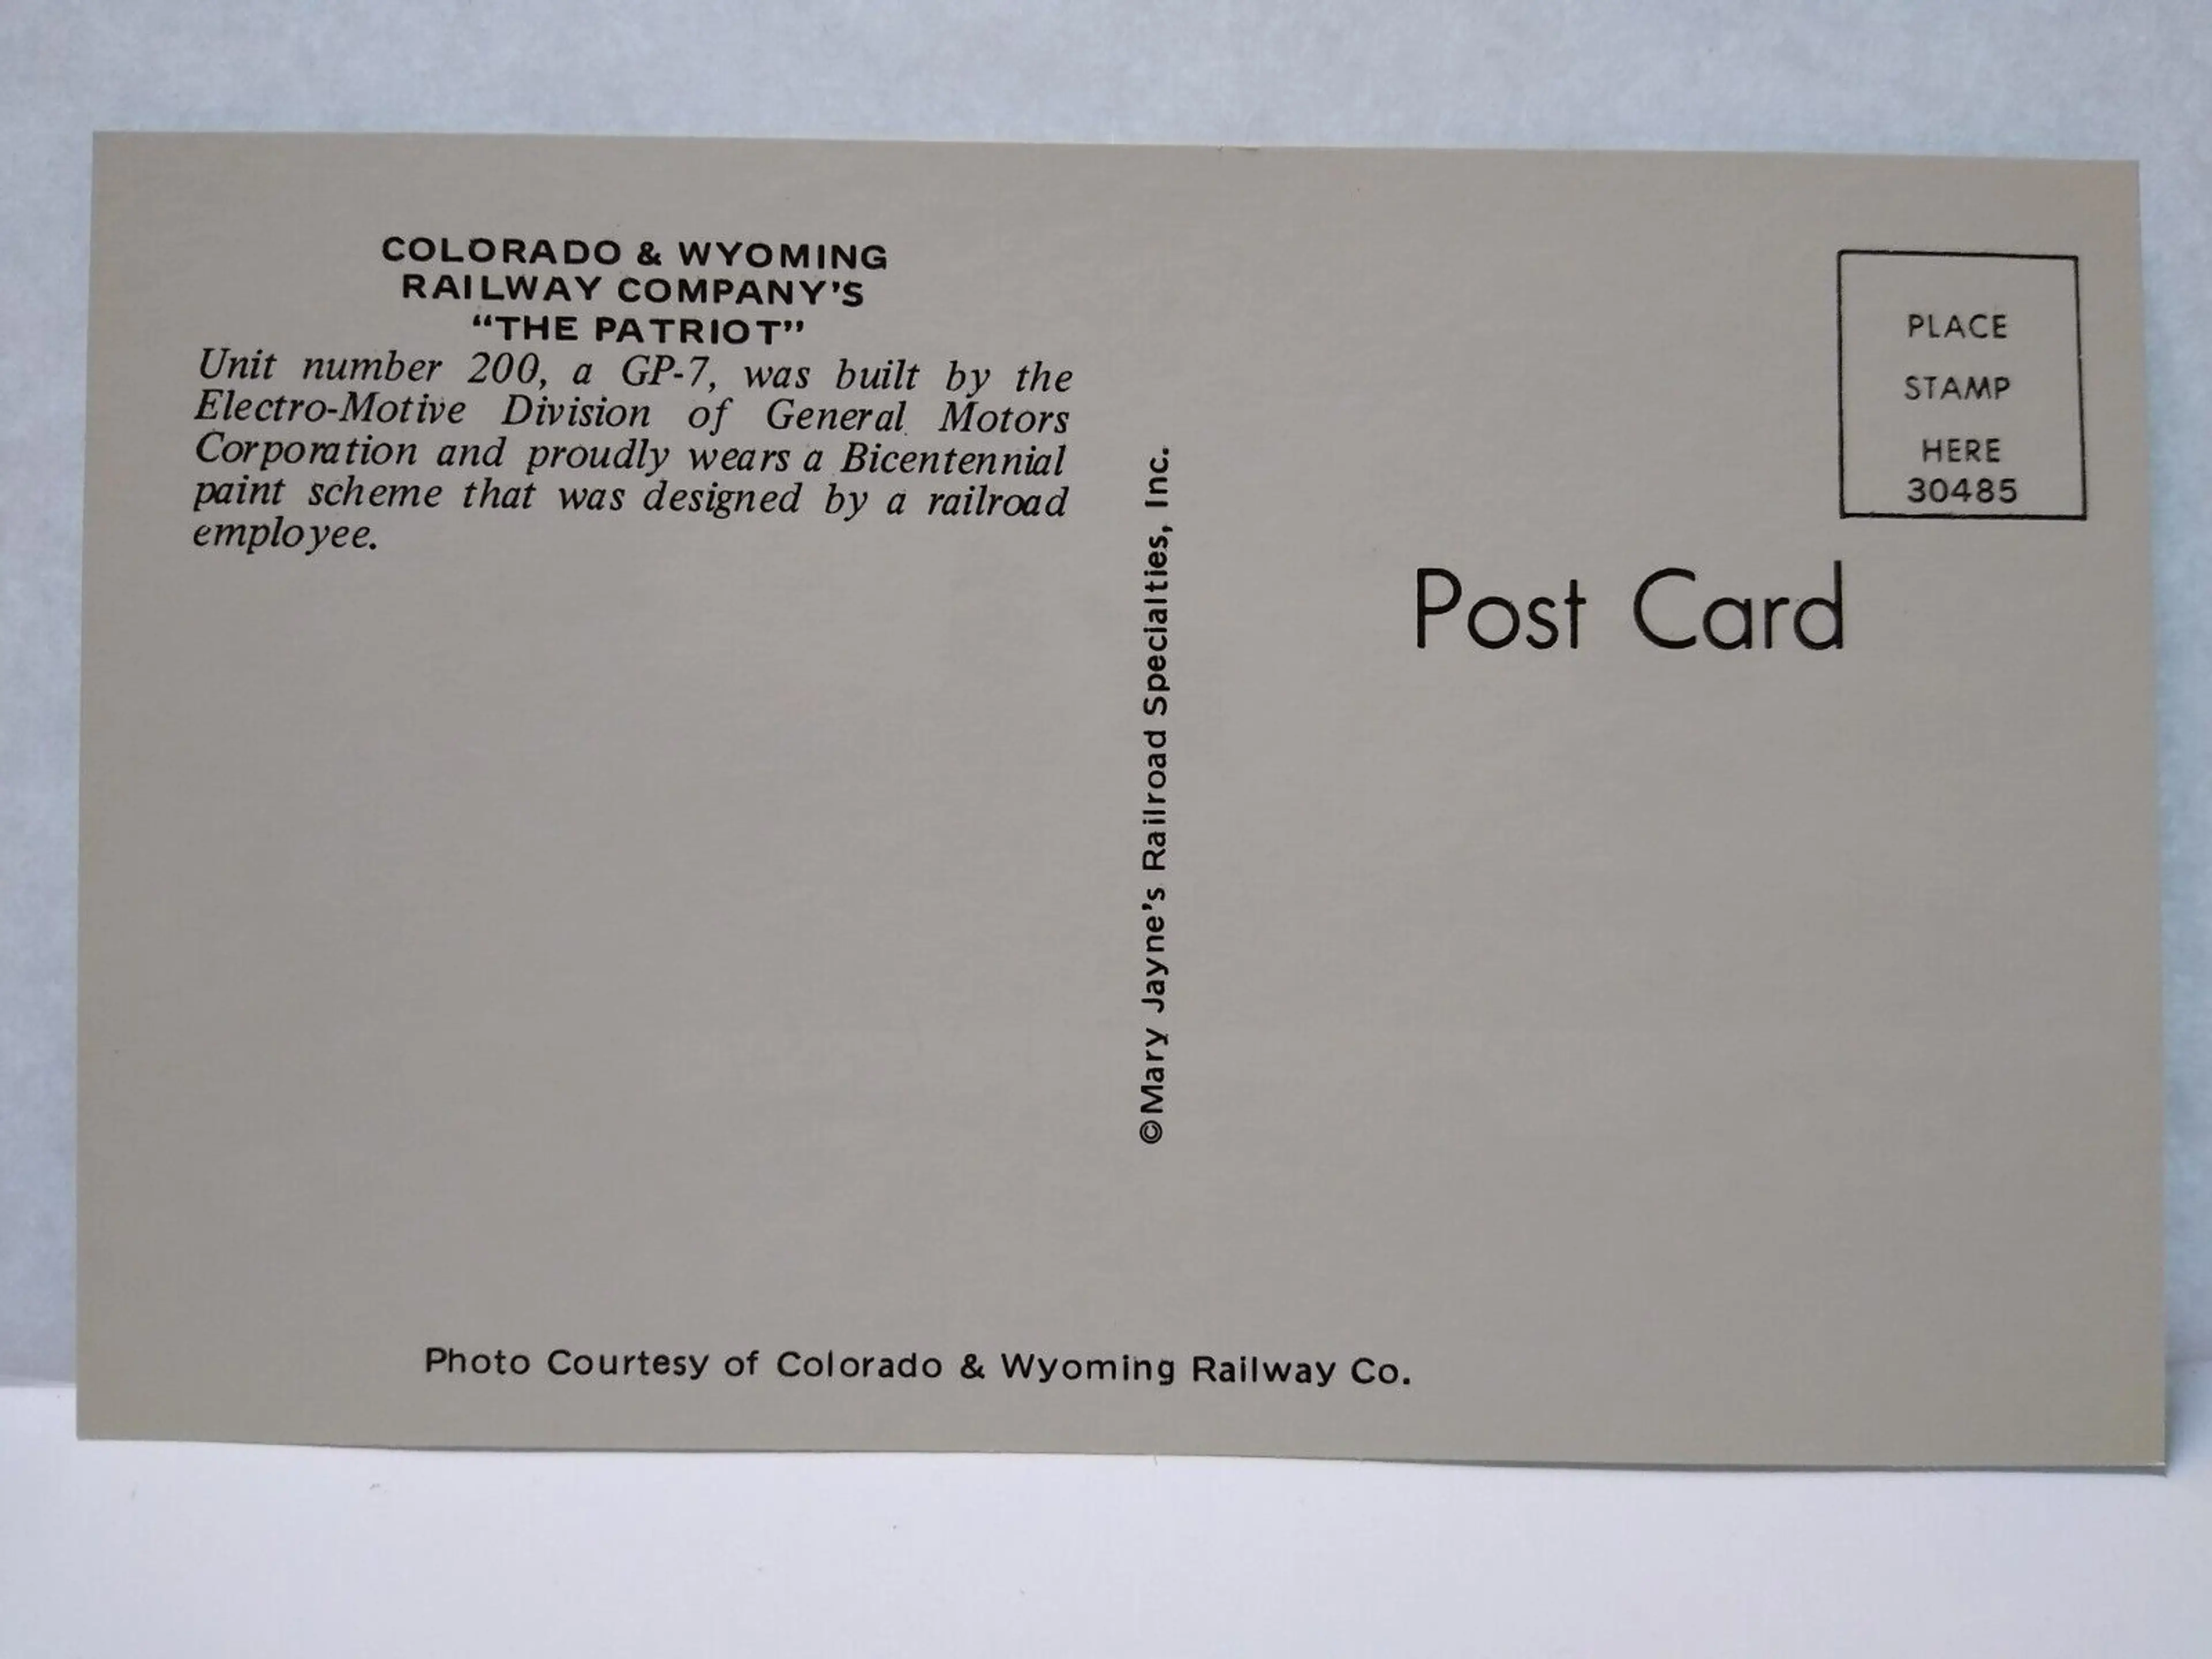 COLORADO & WYOMING
RAILWAY COMPANY'S
“THE PATRIOT”
Unit number 200, a GP-7, was built by the
Electro-Motive Division of General Motors
Corporation and proudly wears a Bicentennial
paint scheme that was designed by a railroad
employee.
©Mary Jayne's Railroad Specialties, Inc.
PLACE
STAMP
HERE
30485
Post Card
Photo Courtesy of Colorado & Wyoming Railway Co.